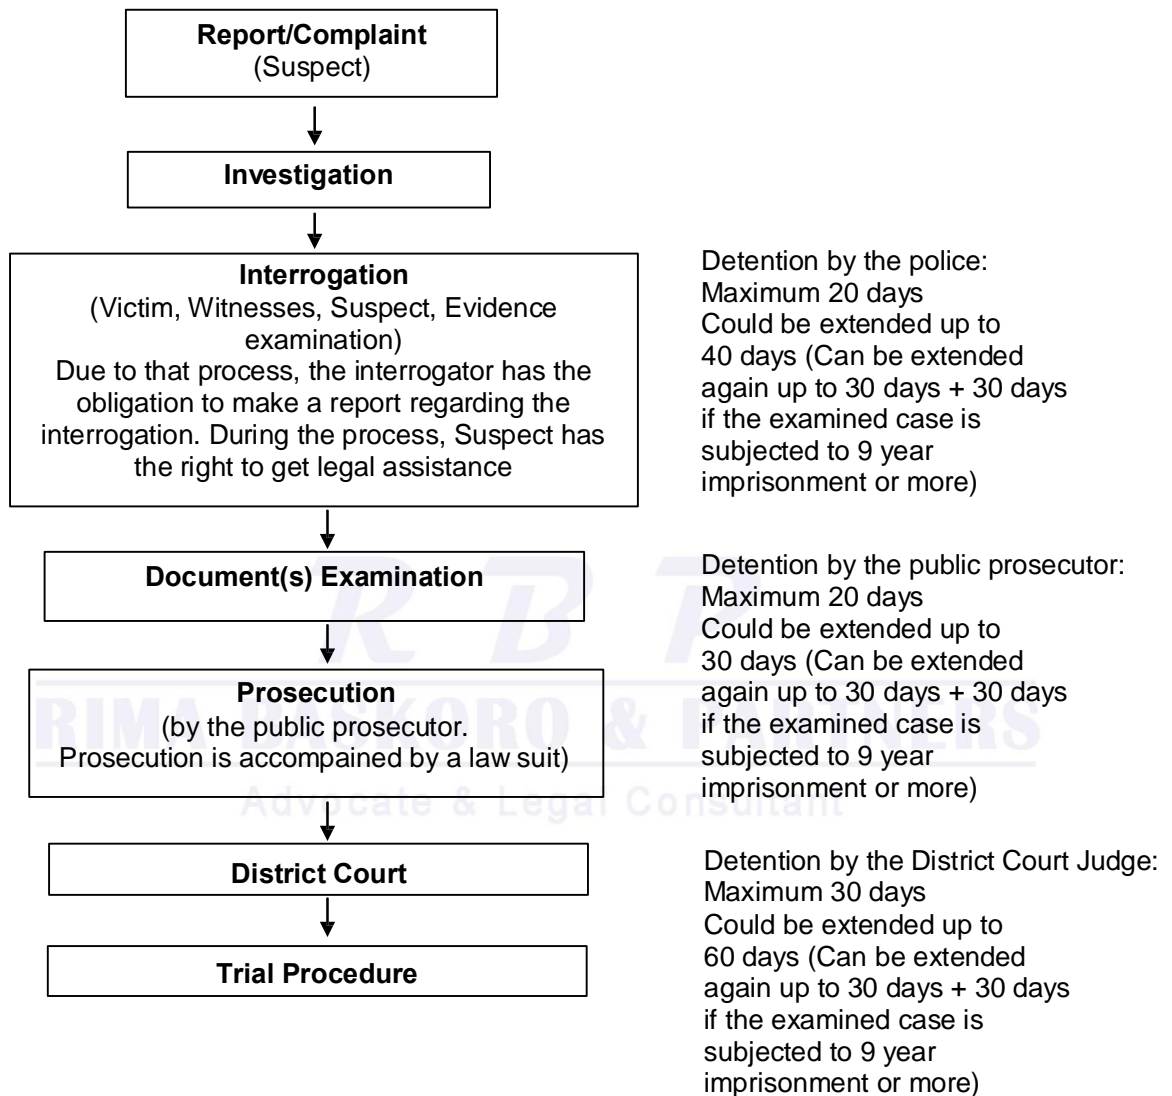 Report/Complaint
(Suspect)
Investigation
Interrogation
(Victim, Witnesses, Suspect, Evidence
examination)
Due to that process, the interrogator has the
obligation to make a report regarding the
interrogation. During the process, Suspect has
the right to get legal assistance
Detention by the police:
Maximum 20 days
Could be extended up to
40 days (Can be extended
again up to 30 days + 30 days
if the examined case is
subjected to 9 year
imprisonment or more)
Document(s) Examination
Prosecution
(by the public prosecutor.
Prosecution is accompained by a law suit)
Detention by the public prosecutor:
Maximum 20 days
Could be extended up to
30 days (Can be extended
again up to 30 days + 30 days
if the examined case is
subjected to 9 year
imprisonment or more)
R B P
RIMA BASKORO & PARTNERS
Advocate & Legal Consultant
District Court
Trial Procedure
Detention by the District Court Judge:
Maximum 30 days
Could be extended up to
60 days (Can be extended
again up to 30 days + 30 days
if the examined case is
subjected to 9 year
imprisonment or more)